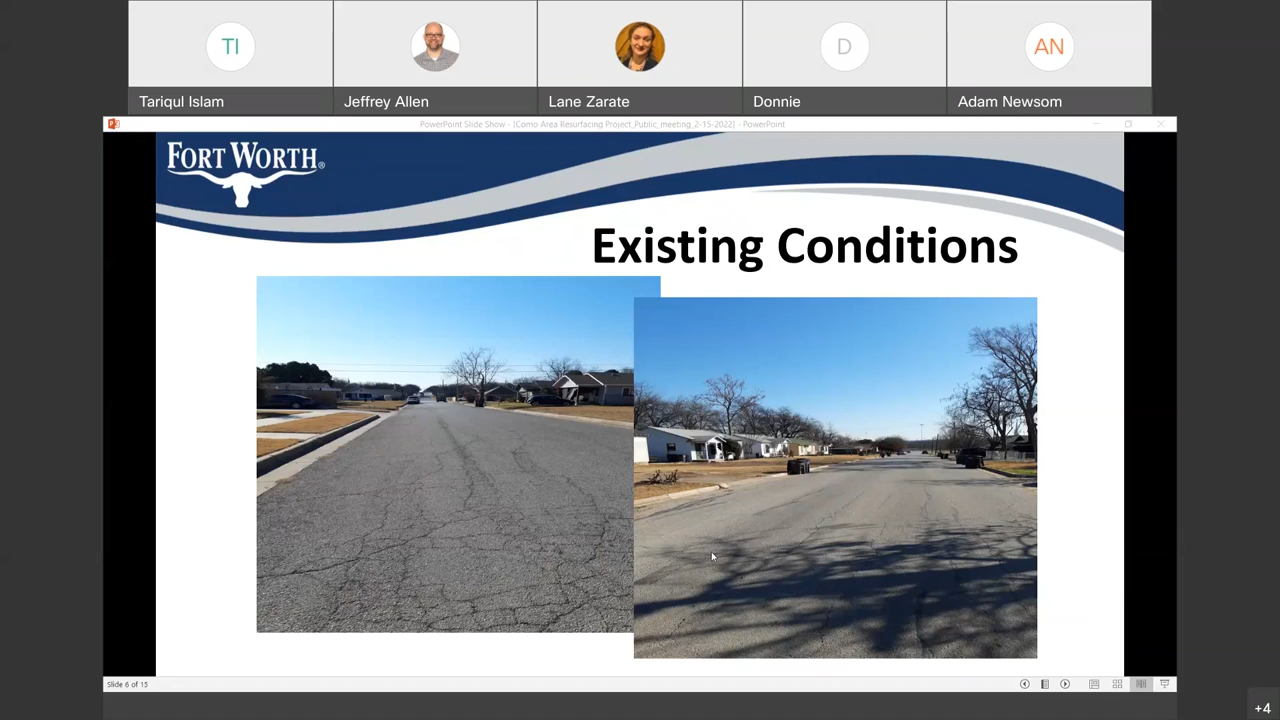 TI
D
AN
Tariqul Islam
Jeffrey Allen
Lane Zarate
Donnie
Adam Newsom
PowerPoint Slide Show - [Como Area Resurfacing Project_Public_meeting_2-15-2022] - PowerPoint
FORT WORTH®
Existing Conditions
Slide 6 of 15
+4